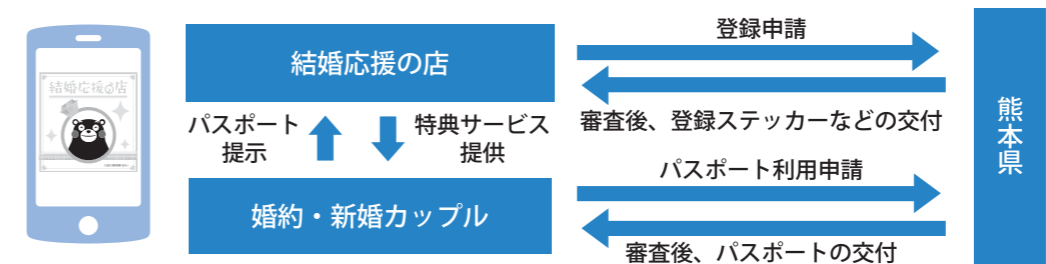 結婚応援の店
結婚応援の店
パスポート
提示
特典サービス
提供
婚約・新婚カップル
登録申請
審査後、登録ステッカーなどの交付
パスポート利用申請
審査後、パスポートの交付
熊本県